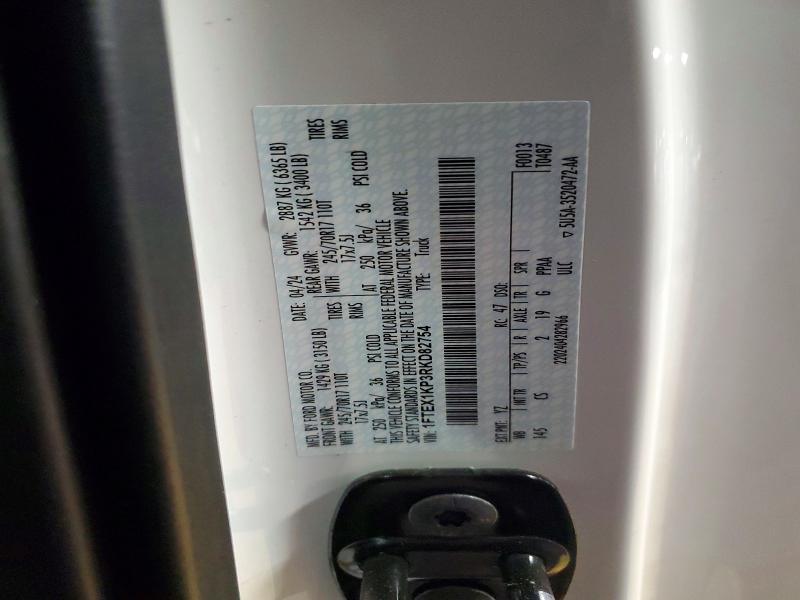 MFD. BY FORD MOTOR CO. DATE: 04/24 GVWR: 2887 KG ( 6365 LB)
FRONT GAWR: 1429 KG ( 3150 LB) REAR GAWR: 1542 KG ( 3400 LB)
WITH 245/70R17 110T TIRES WITH 245/70R17 110T TIRES
17x7.5J RIMS 17x7.5J RIMS
AT 250 kPa/ 36 PSI COLD AT 250 kPa/ 36 PSI COLD
THIS VEHICLE CONFORMS TO ALL APPLICABLE FEDERAL MOTOR VEHICLE
SAFETY STANDARDS IN EFFECT ON THE DATE OF MANUFACTURE SHOWN ABOVE.
VIN: 1FTEX1KP3RKD82754 TYPE: Truck
EXT PNT: YZ RC: 47 DSO: F0013
WB INT TR TP/PS R AXLE TR SPR T0487
145 CS 2 19 G PPAA
2202404282966 ULC ▽ 5U5A-3520472-AA